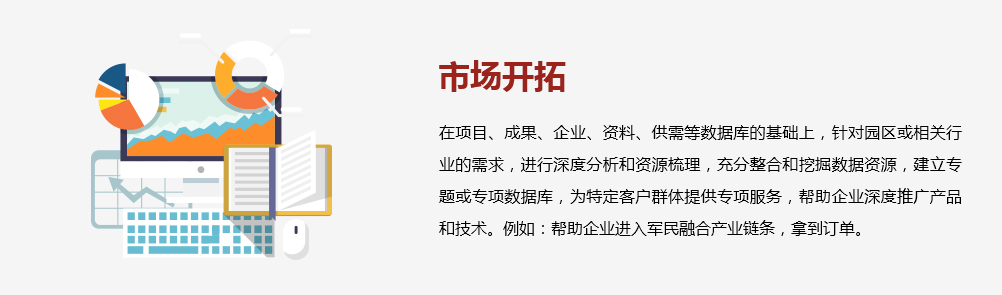 市场开拓
在项目、成果、企业、资料、供需等数据库的基础上，针对园区或相关行
业的需求，进行深度分析和资源梳理，充分整合和挖掘数据资源，建立专
题或专项数据库，为特定客户群体提供专项服务，帮助企业深度推广产品
和技术。例如：帮助企业进入军民融合产业链条，拿到订单。